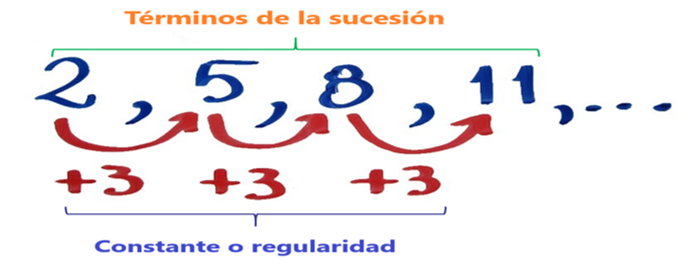 Términos de la sucesión
2, 5, 8, 11, ...
+3 +3 +3
Constante o regularidad